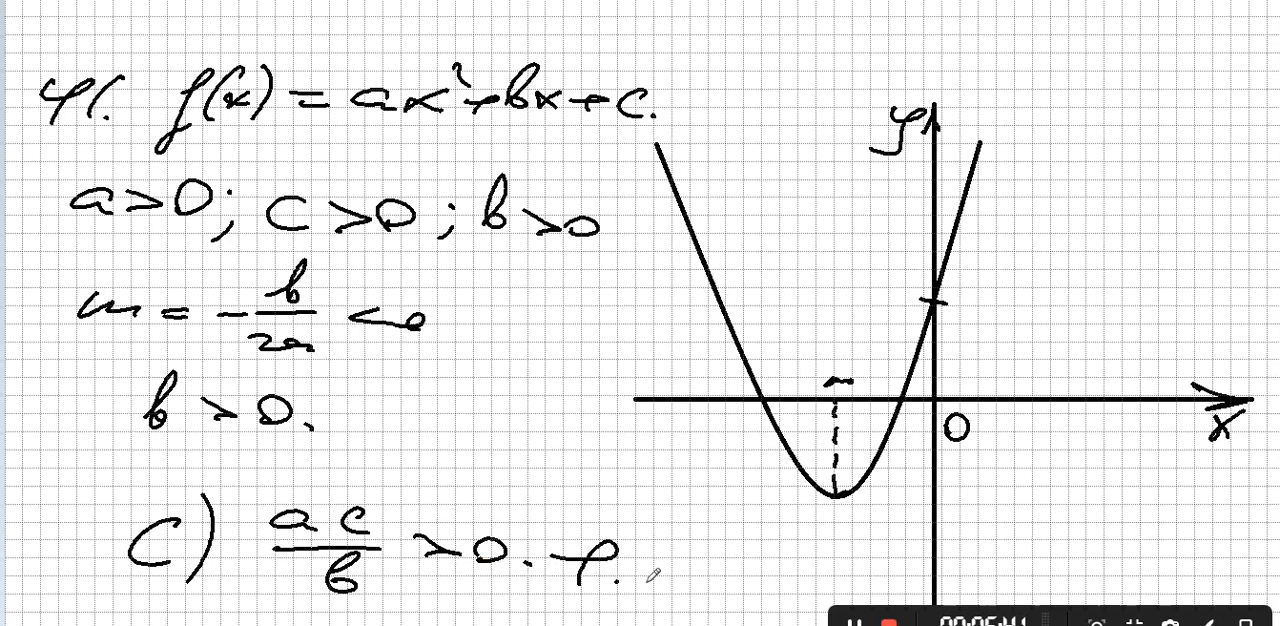 41. f(x) = ax²+bx+c.
a>0; c>0; b>0
m = -b/2a <0
b>0.
C) ac/b >0.
y
m
0
x